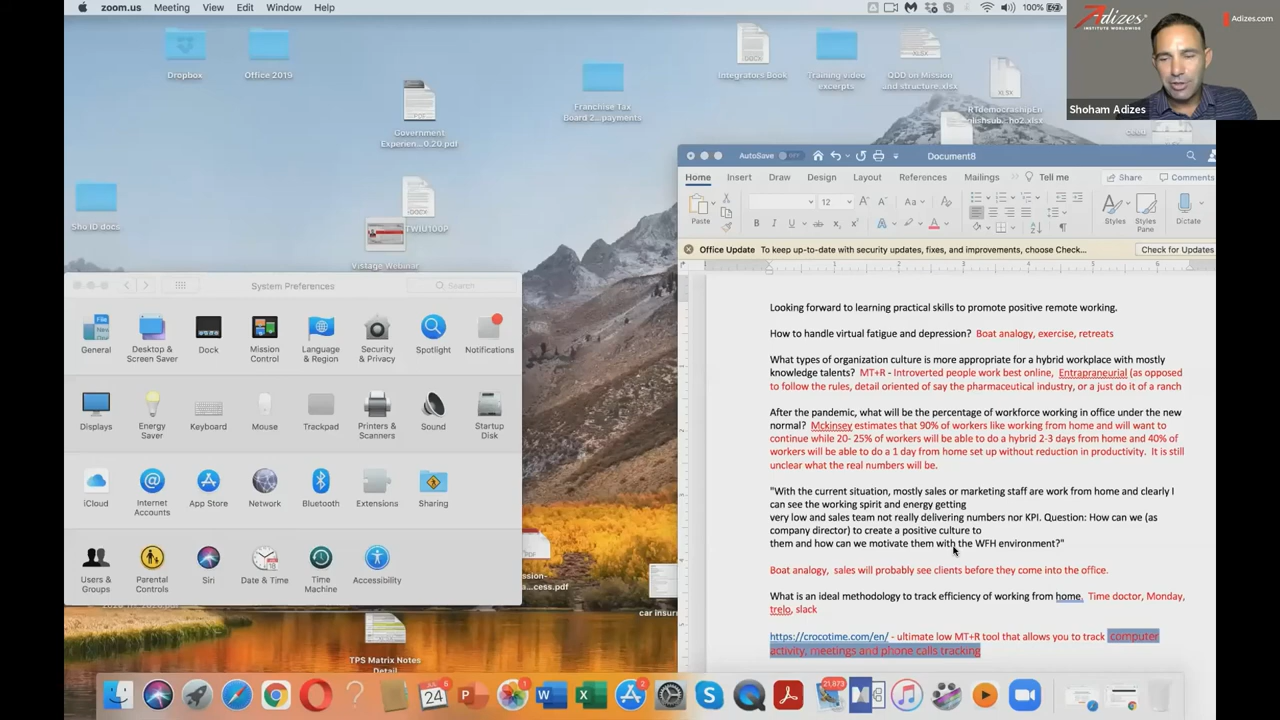 zoom.us Meeting View Edit Window Help
100%
Adizes
INSTITUTE WORLDWIDE
Adizes.com
Shoham Adizes
Dropbox
Office 2019
Government
Experien...0.20.pdf
Franchise Tax
Board 2... payments
Integrators Book
Training video
excerpts
QDD on Mission
and structure.xlsx
Sho ID docs
TWIU100P
Vistage Webinar
System Preferences
Search
General
Desktop &
Screen Saver
Dock
Mission
Control
Language
& Region
Security
& Privacy
Spotlight
Notifications
Displays
Energy
Saver
Keyboard
Mouse
Trackpad
Printers &
Scanners
Sound
Startup
Disk
iCloud
Internet
Accounts
App Store
Network
Bluetooth
Extensions
Sharing
Users &
Groups
Parental
Controls
Siri
Date & Time
Time
Machine
Accessibility
TPS Matrix Notes
Detail
AutoSave OFF
Document8
Home Insert Draw Design Layout References Mailings Tell me Share Comments
Paste
12
Styles
Styles
Pane
Dictate
Office Update To keep up-to-date with security updates, fixes, and improvements, choose Check... Check for Updates
Looking forward to learning practical skills to promote positive remote working.
How to handle virtual fatigue and depression? Boat analogy, exercise, retreats
What types of organization culture is more appropriate for a hybrid workplace with mostly
knowledge talents? MT+R - Introverted people work best online, Entrapraneurial (as opposed
to follow the rules, detail oriented of say the pharmaceutical industry, or a just do it of a ranch
After the pandemic, what will be the percentage of workforce working in office under the new
normal? Mckinsey estimates that 90% of workers like working from home and will want to
continue while 20- 25% of workers will be able to do a hybrid 2-3 days from home and 40% of
workers will be able to do a 1 day from home set up without reduction in productivity. It is still
unclear what the real numbers will be.
"With the current situation, mostly sales or marketing staff are work from home and clearly I
can see the working spirit and energy getting
very low and sales team not really delivering numbers nor KPI. Question: How can we (as
company director) to create a positive culture to
them and how can we motivate them with the WFH environment?"
Boat analogy, sales will probably see clients before they come into the office.
What is an ideal methodology to track efficiency of working from home. Time doctor, Monday,
trelo, slack
https://crocotime.com/en/ - ultimate low MT+R tool that allows you to track computer
activity, meetings and phone calls tracking